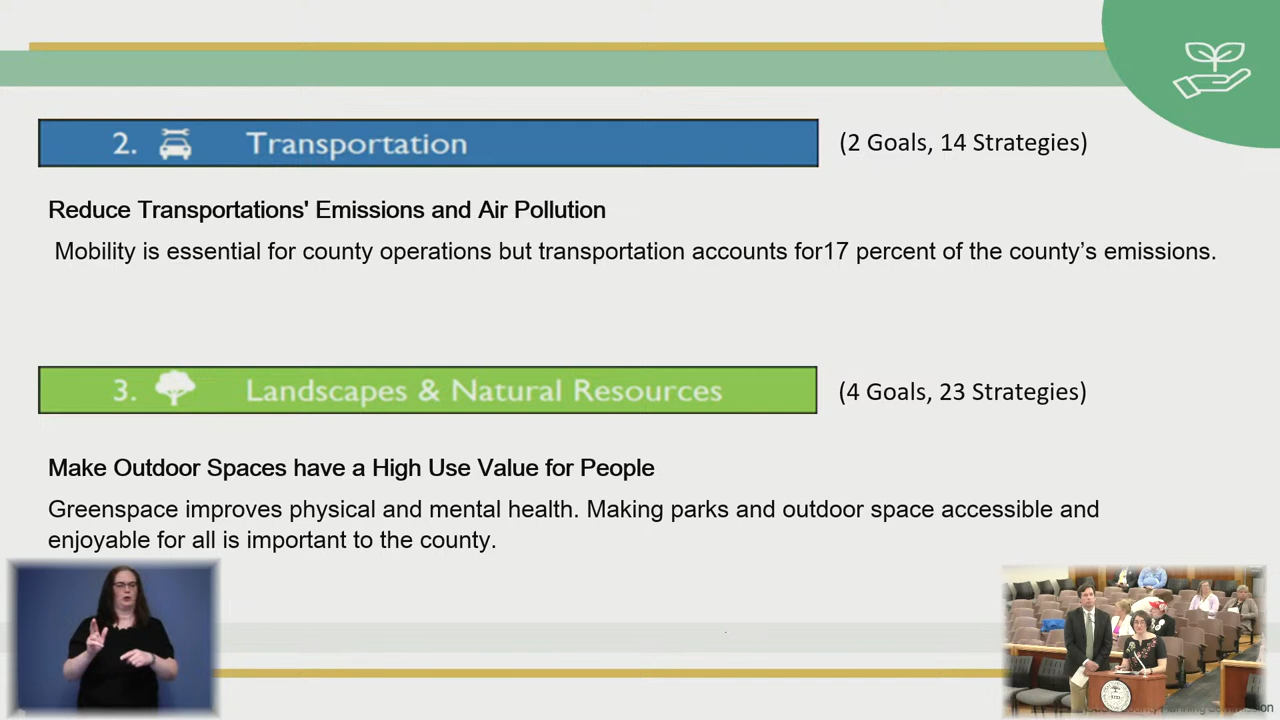 2. Transportation (2 Goals, 14 Strategies)
Reduce Transportations' Emissions and Air Pollution
Mobility is essential for county operations but transportation accounts for17 percent of the county’s emissions.
3. Landscapes & Natural Resources (4 Goals, 23 Strategies)
Make Outdoor Spaces have a High Use Value for People
Greenspace improves physical and mental health. Making parks and outdoor space accessible and
enjoyable for all is important to the county.
Planning Commission